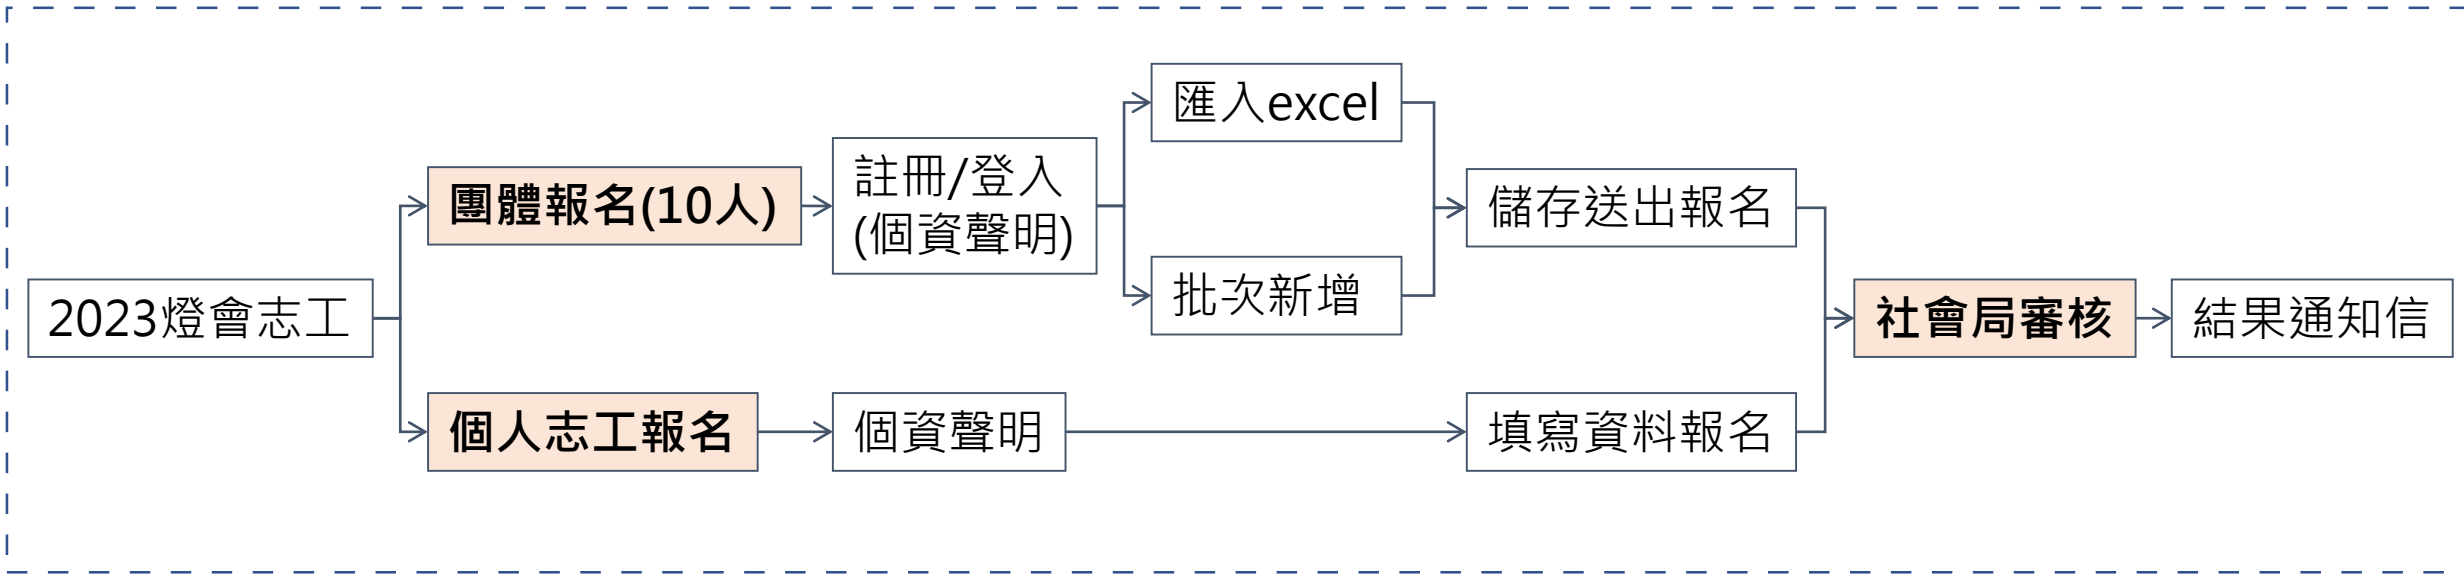 2023燈會志工
團體報名(10人)
註冊/登入
(個資聲明)
匯入excel
批次新增
儲存送出報名
個人志工報名
個資聲明
填寫資料報名
社會局審核
結果通知信